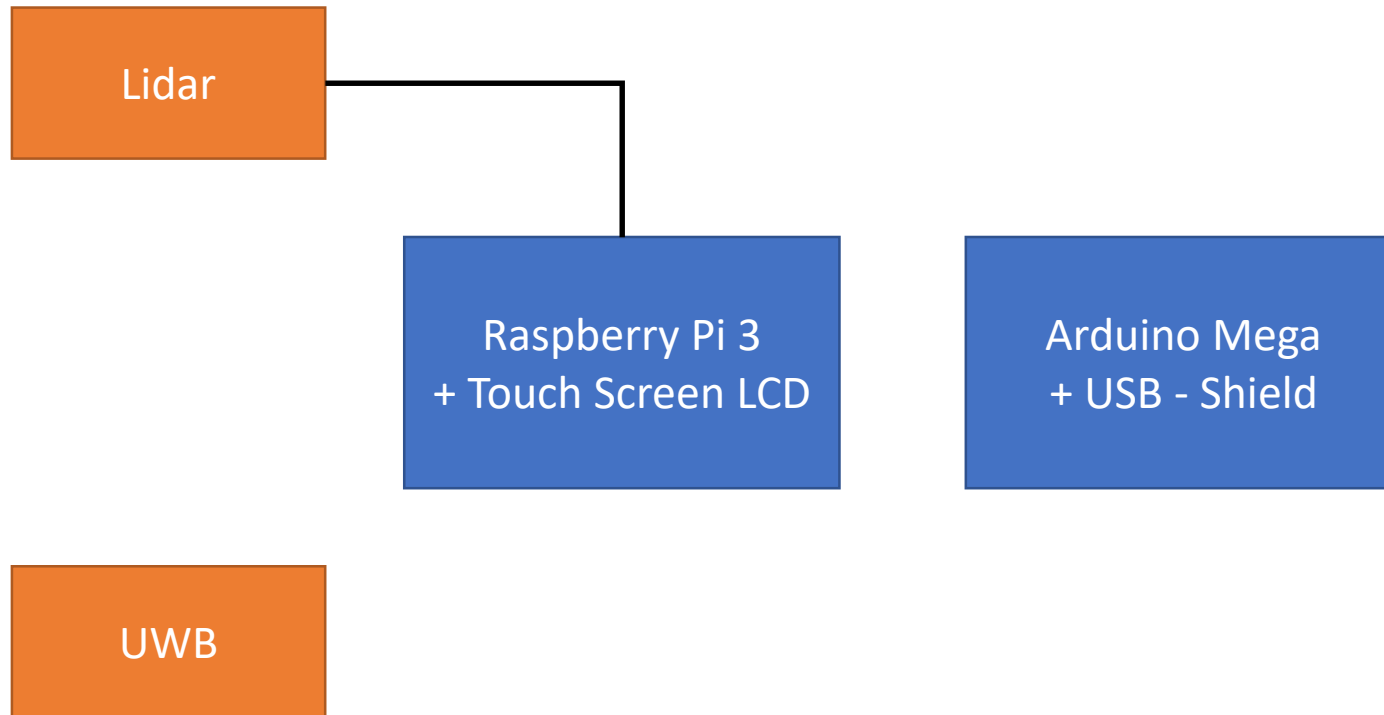 Lidar
Raspberry Pi 3
+ Touch Screen LCD
Arduino Mega
+ USB - Shield
UWB